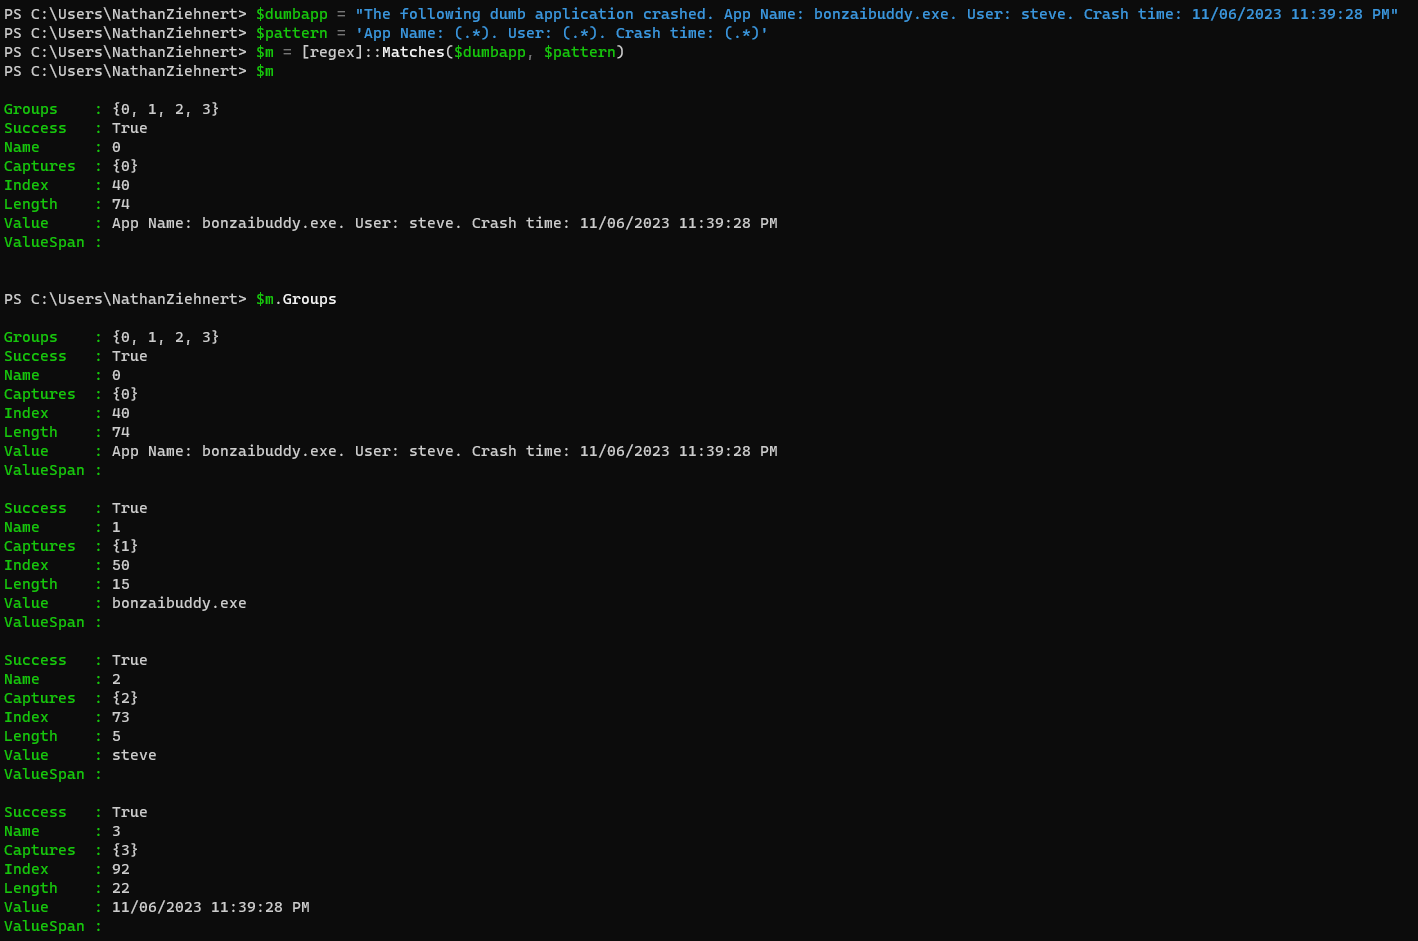 PS C:\Users\NathanZiehnert> $dumbapp = "The following dumb application crashed. App Name: bonzaibuddy.exe. User: steve. Crash time: 11/06/2023 11:39:28 PM"
PS C:\Users\NathanZiehnert> $pattern = 'App Name: (.*). User: (.*). Crash time: (.*)'
PS C:\Users\NathanZiehnert> $m = [regex]::Matches($dumbapp, $pattern)
PS C:\Users\NathanZiehnert> $m
Groups    : {0, 1, 2, 3}
Success   : True
Name      : 0
Captures  : {0}
Index     : 40
Length    : 74
Value     : App Name: bonzaibuddy.exe. User: steve. Crash time: 11/06/2023 11:39:28 PM
ValueSpan :
PS C:\Users\NathanZiehnert> $m.Groups
Groups    : {0, 1, 2, 3}
Success   : True
Name      : 0
Captures  : {0}
Index     : 40
Length    : 74
Value     : App Name: bonzaibuddy.exe. User: steve. Crash time: 11/06/2023 11:39:28 PM
ValueSpan :
Success   : True
Name      : 1
Captures  : {1}
Index     : 50
Length    : 15
Value     : bonzaibuddy.exe
ValueSpan :
Success   : True
Name      : 2
Captures  : {2}
Index     : 73
Length    : 5
Value     : steve
ValueSpan :
Success   : True
Name      : 3
Captures  : {3}
Index     : 92
Length    : 22
Value     : 11/06/2023 11:39:28 PM
ValueSpan :